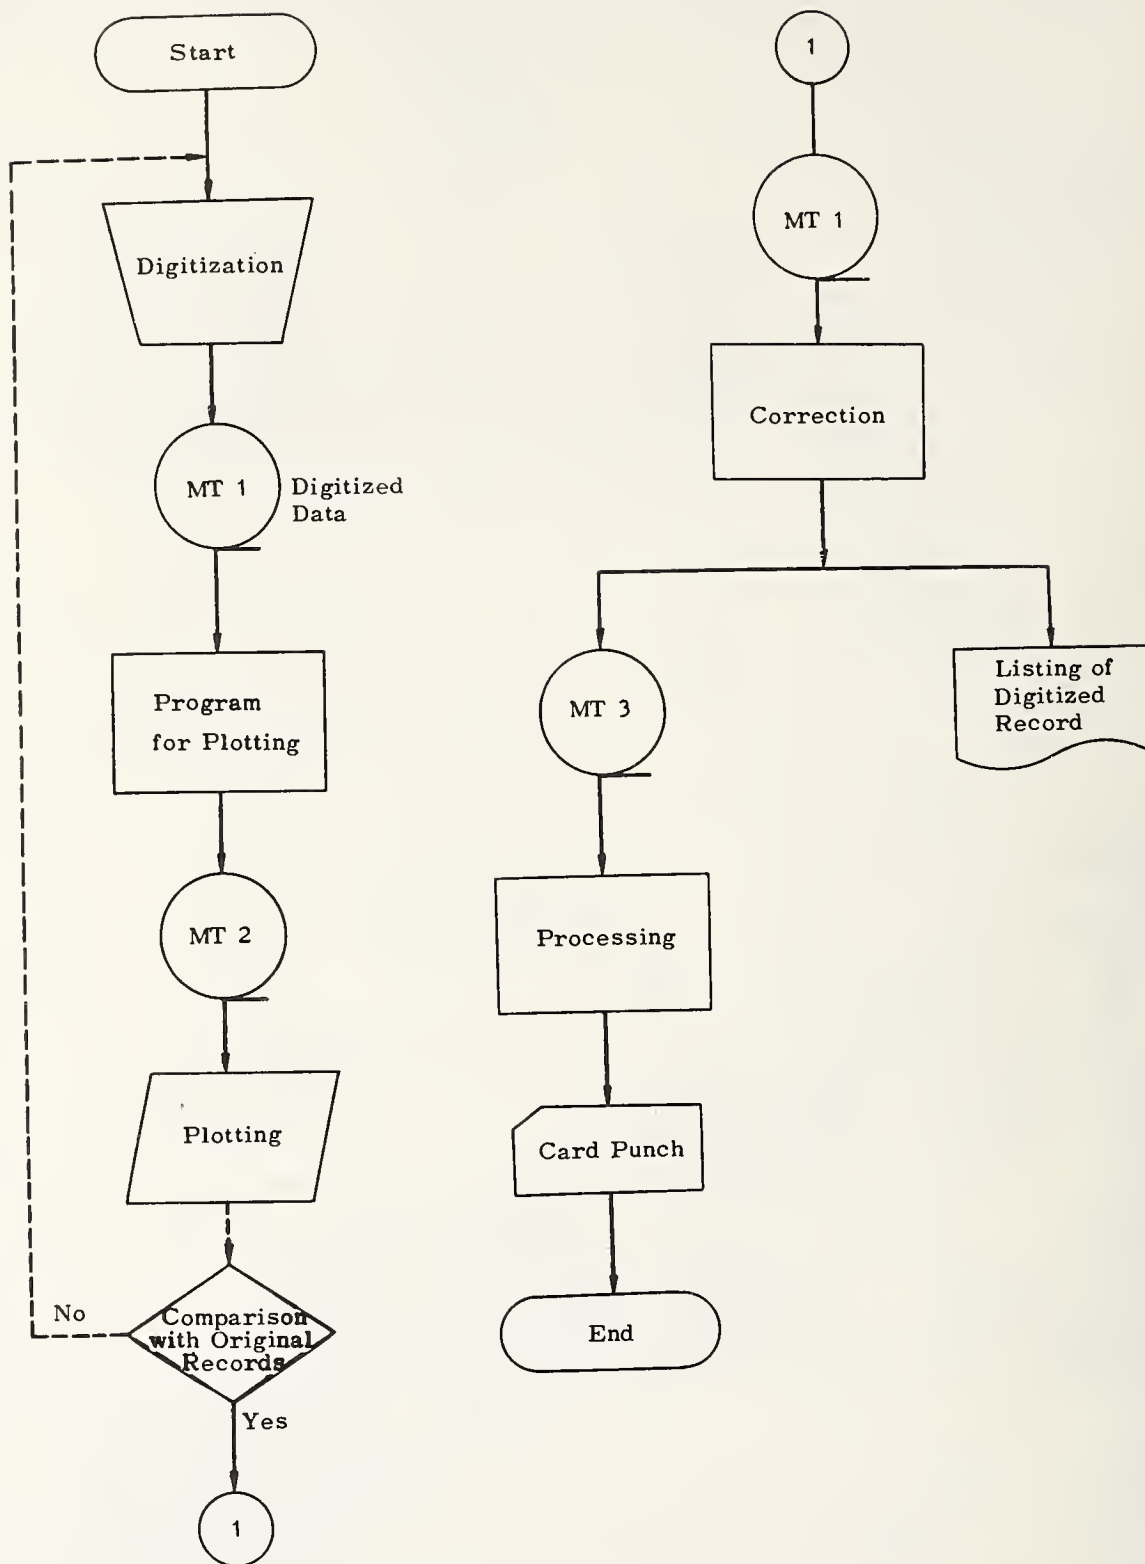 Start
Digitization
MT 1
Digitized
Data
Program
for Plotting
MT 2
Plotting
No
Comparison
with Original
Records
Yes
1
1
MT 1
Correction
MT 3
Listing of
Digitized
Record
Processing
Card Punch
End